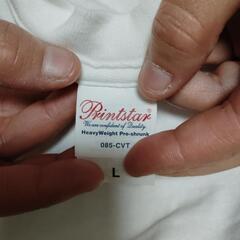 Printstar
We are confident of Quality.
HeavyWeight Pre-shrunk
085-CVT
L